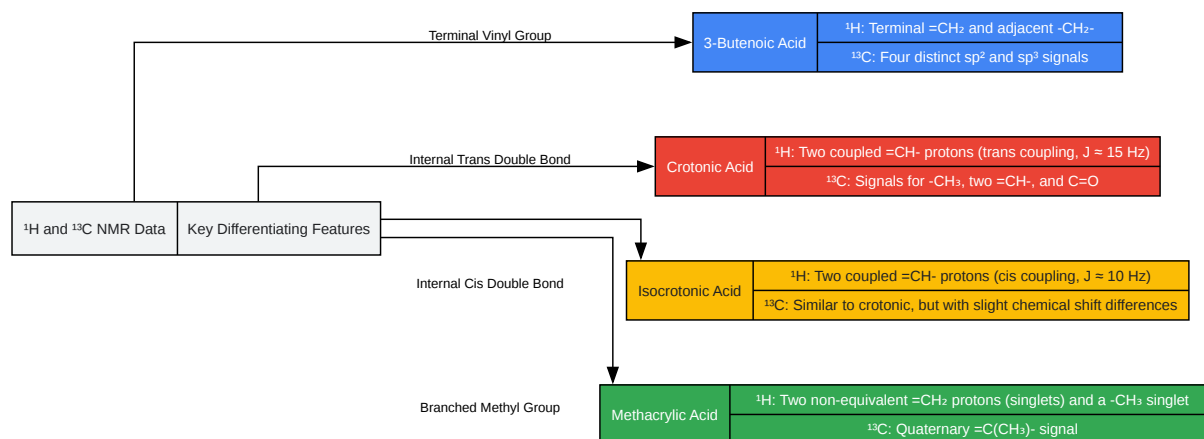 Terminal Vinyl Group
3-Butenoic Acid
¹H: Terminal =CH₂ and adjacent -CH₂-
¹³C: Four distinct sp² and sp³ signals
Internal Trans Double Bond
Crotonic Acid
¹H: Two coupled =CH- protons (trans coupling, J ≈ 15 Hz)
¹³C: Signals for -CH₃, two =CH-, and C=O
¹H and ¹³C NMR Data
Key Differentiating Features
Internal Cis Double Bond
Isocrotonic Acid
¹H: Two coupled =CH- protons (cis coupling, J ≈ 10 Hz)
¹³C: Similar to crotonic, but with slight chemical shift differences
Branched Methyl Group
Methacrylic Acid
¹H: Two non-equivalent =CH₂ protons (singlets) and a -CH₃ singlet
¹³C: Quaternary =C(CH₃)- signal